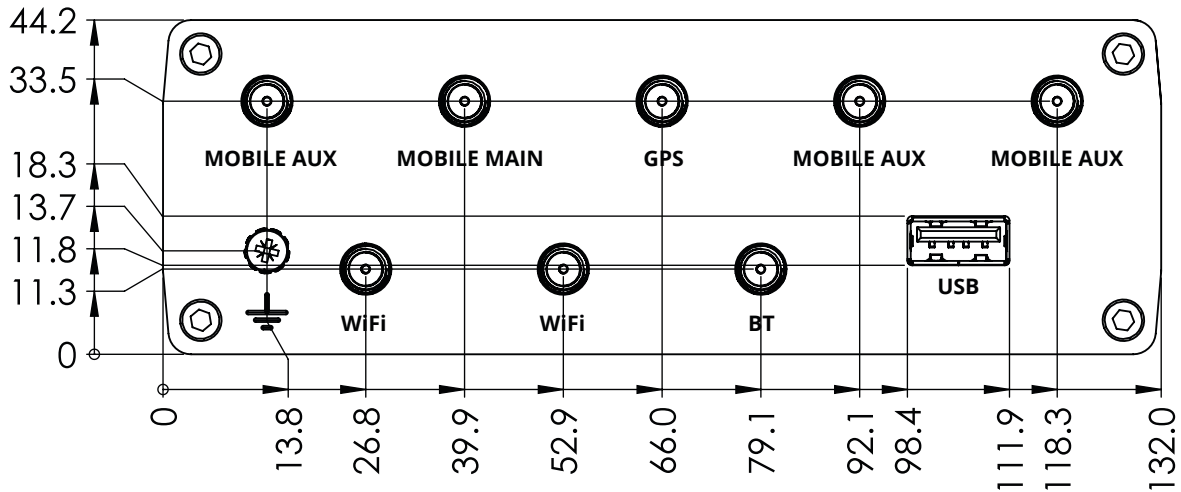 44.2
33.5
MOBILE AUX MOBILE MAIN GPS MOBILE AUX MOBILE AUX
18.3
13.7
11.8
11.3
USB
WiFi WiFi BT
0
0 13.8 26.8 39.9 52.9 66.0 79.1 92.1 98.4 111.9 118.3 132.0